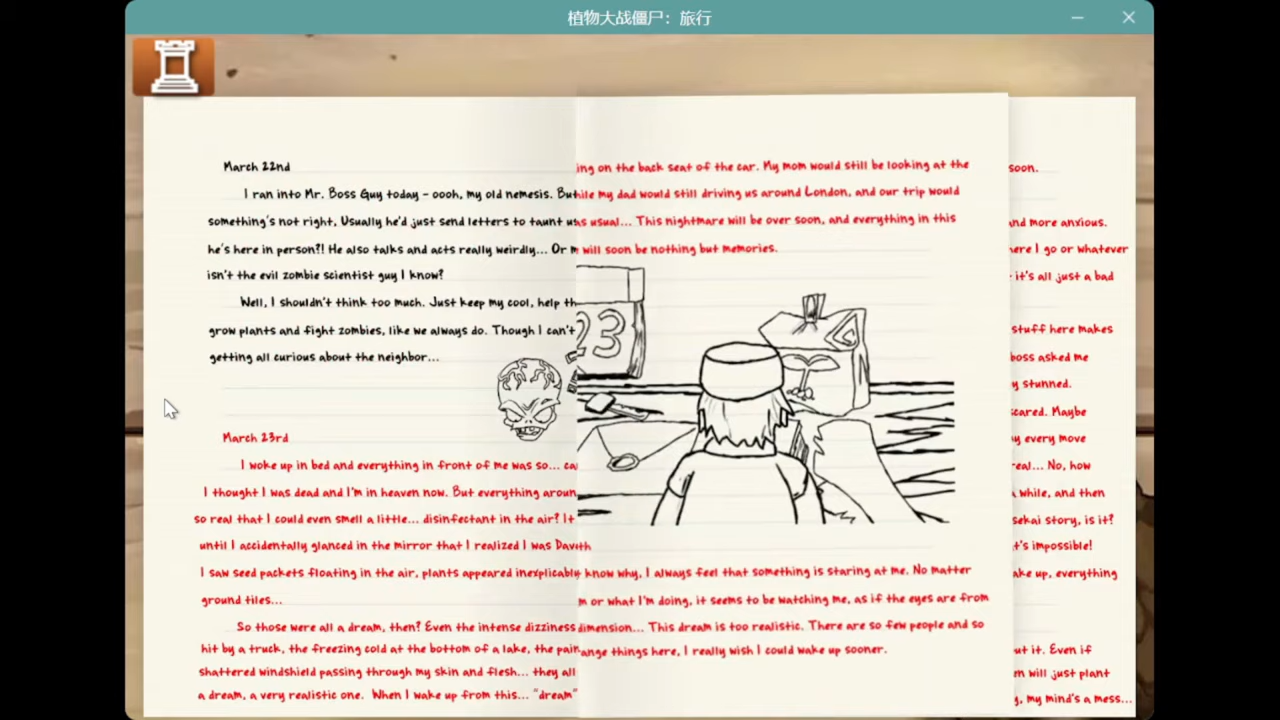 植物大战僵尸：旅行
March 22nd
I ran into Mr. Boss Guy today - oooh, my old nemesis. But
something's not right, Usually he'd just send letters to taunt us
he's here in person?! He also talks and acts really weirdly... Or m
isn't the evil zombie scientist guy I know?
Well, I shouldn't think too much. Just keep my cool, help th
grow plants and fight zombies, like we always do. Though I can't
getting all curious about the neighbor...
March 23rd
I woke up in bed and everything in front of me was so... ca
I thought I was dead and I'm in heaven now. But everything aroun
so real that I could even smell a little... disinfectant in the air? It
until I accidentally glanced in the mirror that I realized I was Dav
I saw seed packets floating in the air, plants appeared inexplicably
ground tiles...
So those were all a dream, then? Even the intense dizziness
hit by a truck, the freezing cold at the bottom of a lake, the pain
shattered windshield passing through my skin and flesh... they all
a dream, a very realistic one. When I wake up from this... "dream"
ing on the back seat of the car. My mom would still be looking at the
ile my dad would still driving us around London, and our trip would
as usual... This nightmare will be over soon, and everything in this
will soon be nothing but memories.
23
th
know why, I always feel that something is staring at me. No matter
m or what I'm doing, it seems to be watching me, as if the eyes are from
dimension... This dream is too realistic. There are so few people and so
ange things here, I really wish I could wake up sooner.
soon.
nd more anxious.
here I go or whatever
it's all just a bad
stuff here makes
boss asked me
y stunned.
scared. Maybe
y every move
real... No, how
a while, and then
sekai story, is it?
t's impossible!
ake up, everything
ut it. Even if
en will just plant
y, my mind's a mess...